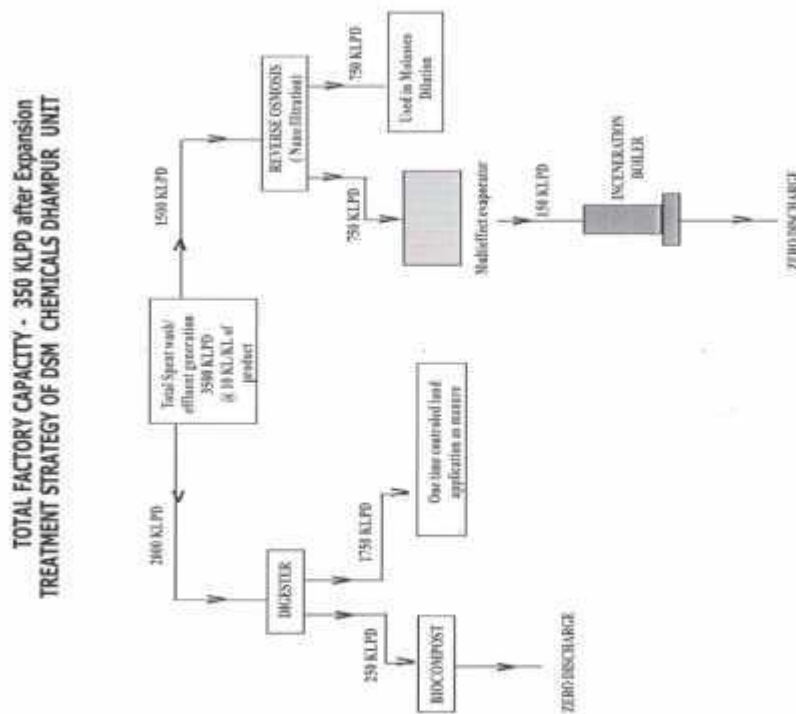 TOTAL FACTORY CAPACITY - 350 KLPD after Expansion
TREATMENT STRATEGY OF DSM CHEMICALS DHAMPUR UNIT
Total Spent wash/
effluent generation
3500 KLPD
@ 10 KL/KL of
product
2000 KLPD
1500 KLPD
DIGESTER
250 KLPD
1750 KLPD
BIOCOMPOST
ZERO DISCHARGE
One time controled land
application as manure
REVERSE OSMOSIS
( Nano filtration)
750 KLPD
750 KLPD
Multieffect evaporator
Used in Molasses
Dilation
150 KLPD
INCENERATION
BOILER
ZERO DISCHARGE